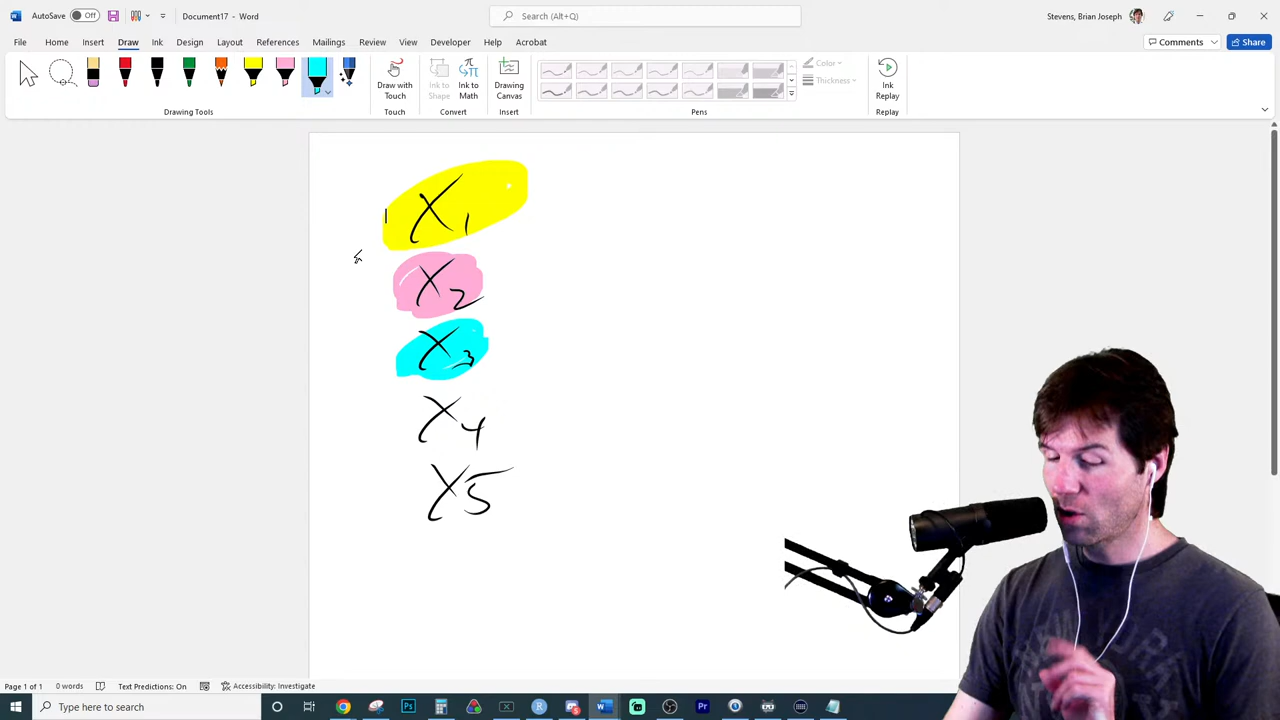 AutoSave Off Document17 - Word Search (Alt+Q) Stevens, Brian Joseph
File Home Insert Draw Ink Design Layout References Mailings Review View Developer Help Acrobat Comments Share
Draw with Touch
Ink to Shape
Ink to Math
Drawing Canvas
Color
Thickness
Ink Replay
Drawing Tools Touch Convert Insert Pens Replay
X1
X2
X3
X4
X5
Page 1 of 1 0 words Text Predictions: On Accessibility: Investigate
Type here to search